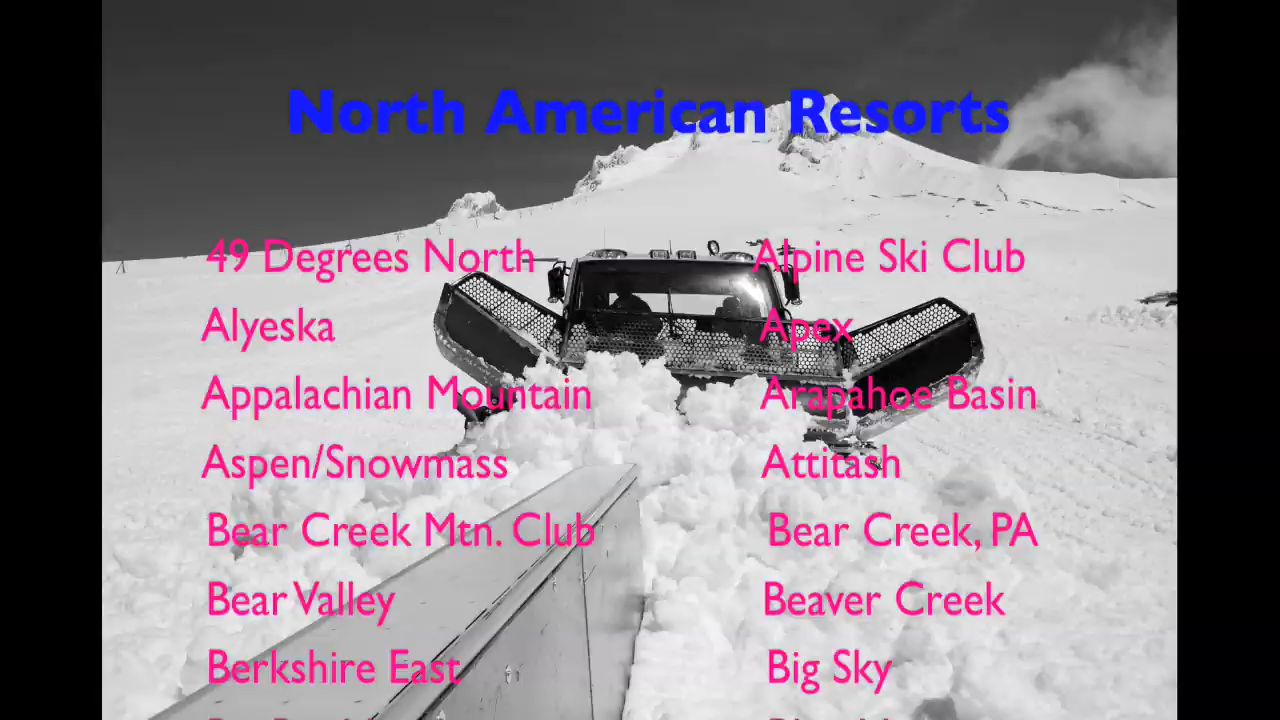 North American Resorts
49 Degrees North
Alpine Ski Club
Alyeska
Apex
Appalachian Mountain
Arapahoe Basin
Aspen/Snowmass
Attitash
Bear Creek Mtn. Club
Bear Creek, PA
Bear Valley
Beaver Creek
Berkshire East
Big Sky